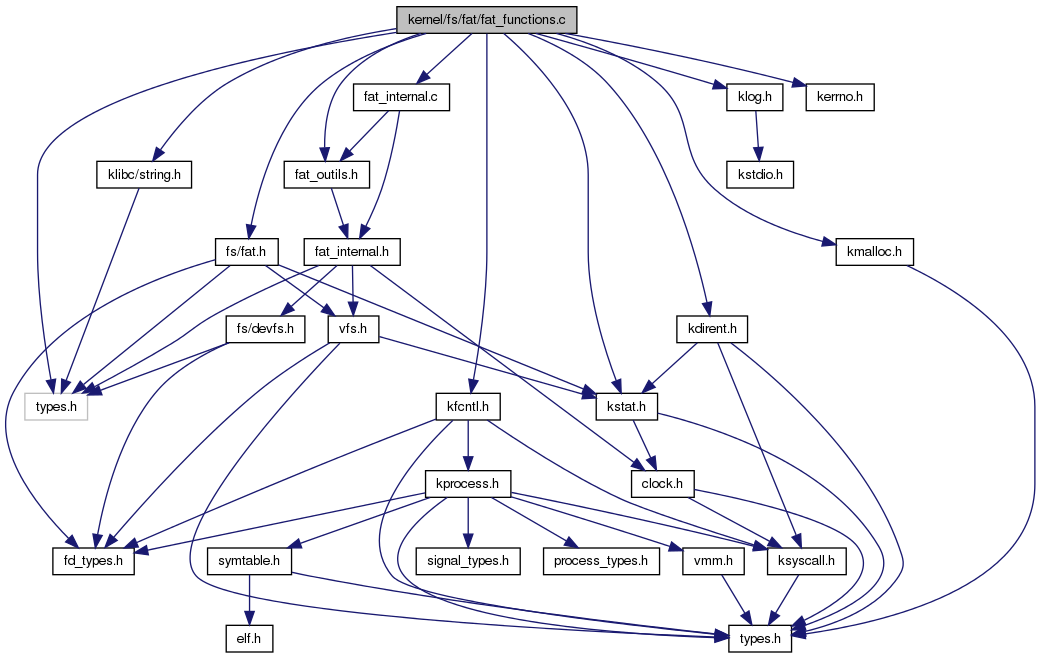 kernel/fs/fat/fat_functions.c
fat_internal.c
klog.h
kerrno.h
klibc/string.h
fat_outils.h
kstdio.h
fs/fat.h
fat_internal.h
kmalloc.h
fs/devfs.h
vfs.h
kdirent.h
types.h
kfcntl.h
kstat.h
kprocess.h
clock.h
fd_types.h
symtable.h
signal_types.h
process_types.h
vmm.h
ksyscall.h
elf.h
types.h